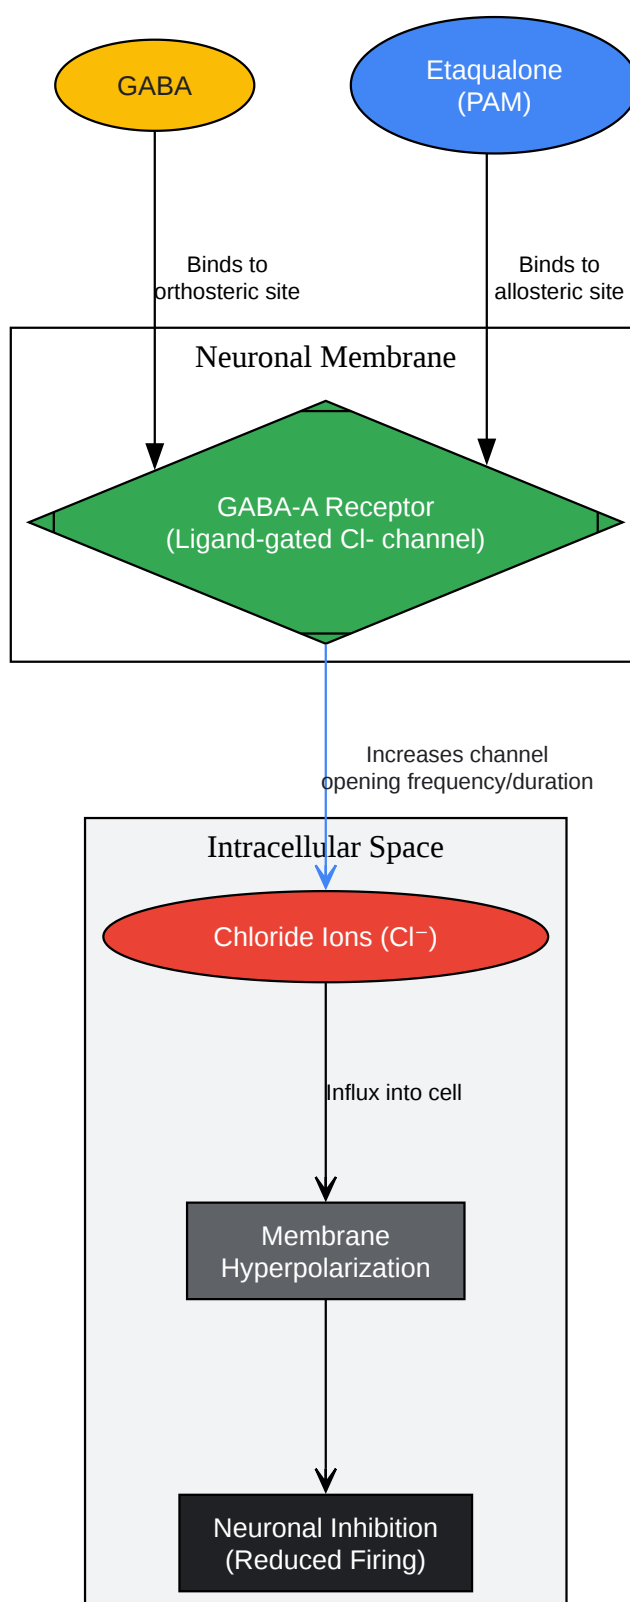 GABA
Etaqualone
(PAM)
Binds to
orthosteric site
Binds to
allosteric site
Neuronal Membrane
GABA-A Receptor
(Ligand-gated Cl- channel)
Increases channel
opening frequency/duration
Intracellular Space
Chloride Ions (Cl⁻)
Influx into cell
Membrane
Hyperpolarization
Neuronal Inhibition
(Reduced Firing)